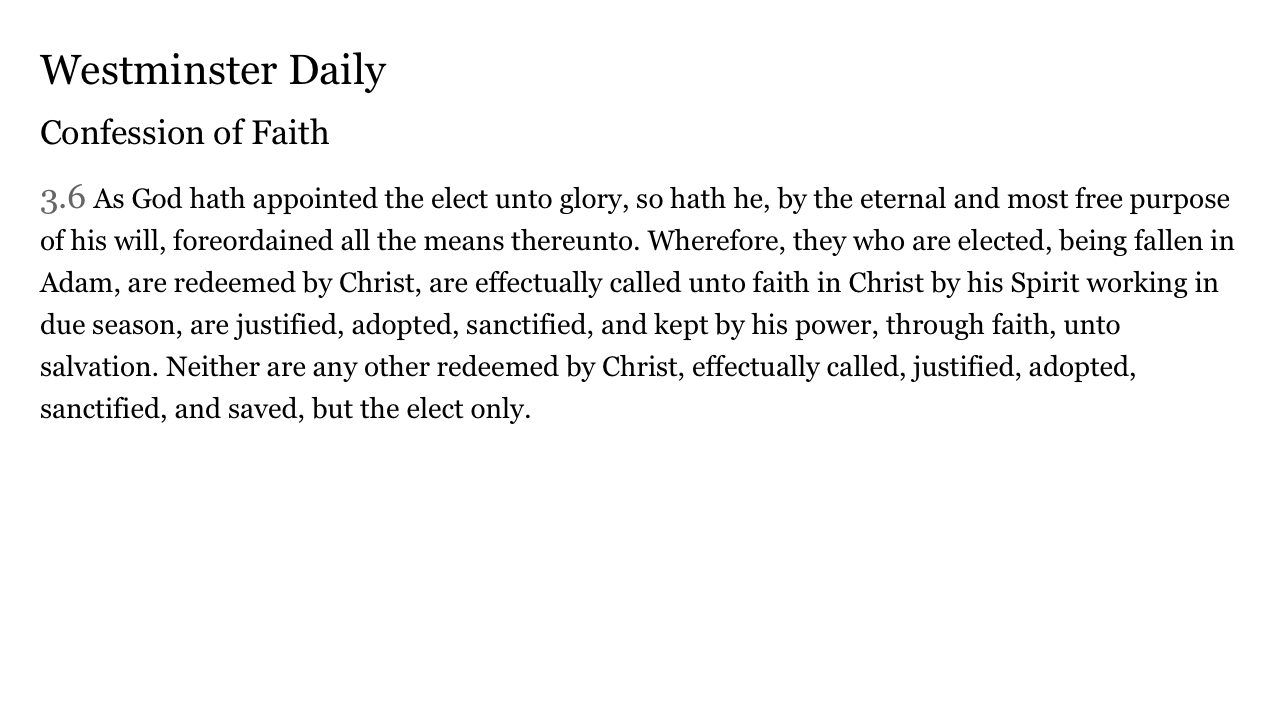 Westminster Daily
Confession of Faith
3.6 As God hath appointed the elect unto glory, so hath he, by the eternal and most free purpose
of his will, foreordained all the means thereunto. Wherefore, they who are elected, being fallen in
Adam, are redeemed by Christ, are effectually called unto faith in Christ by his Spirit working in
due season, are justified, adopted, sanctified, and kept by his power, through faith, unto
salvation. Neither are any other redeemed by Christ, effectually called, justified, adopted,
sanctified, and saved, but the elect only.